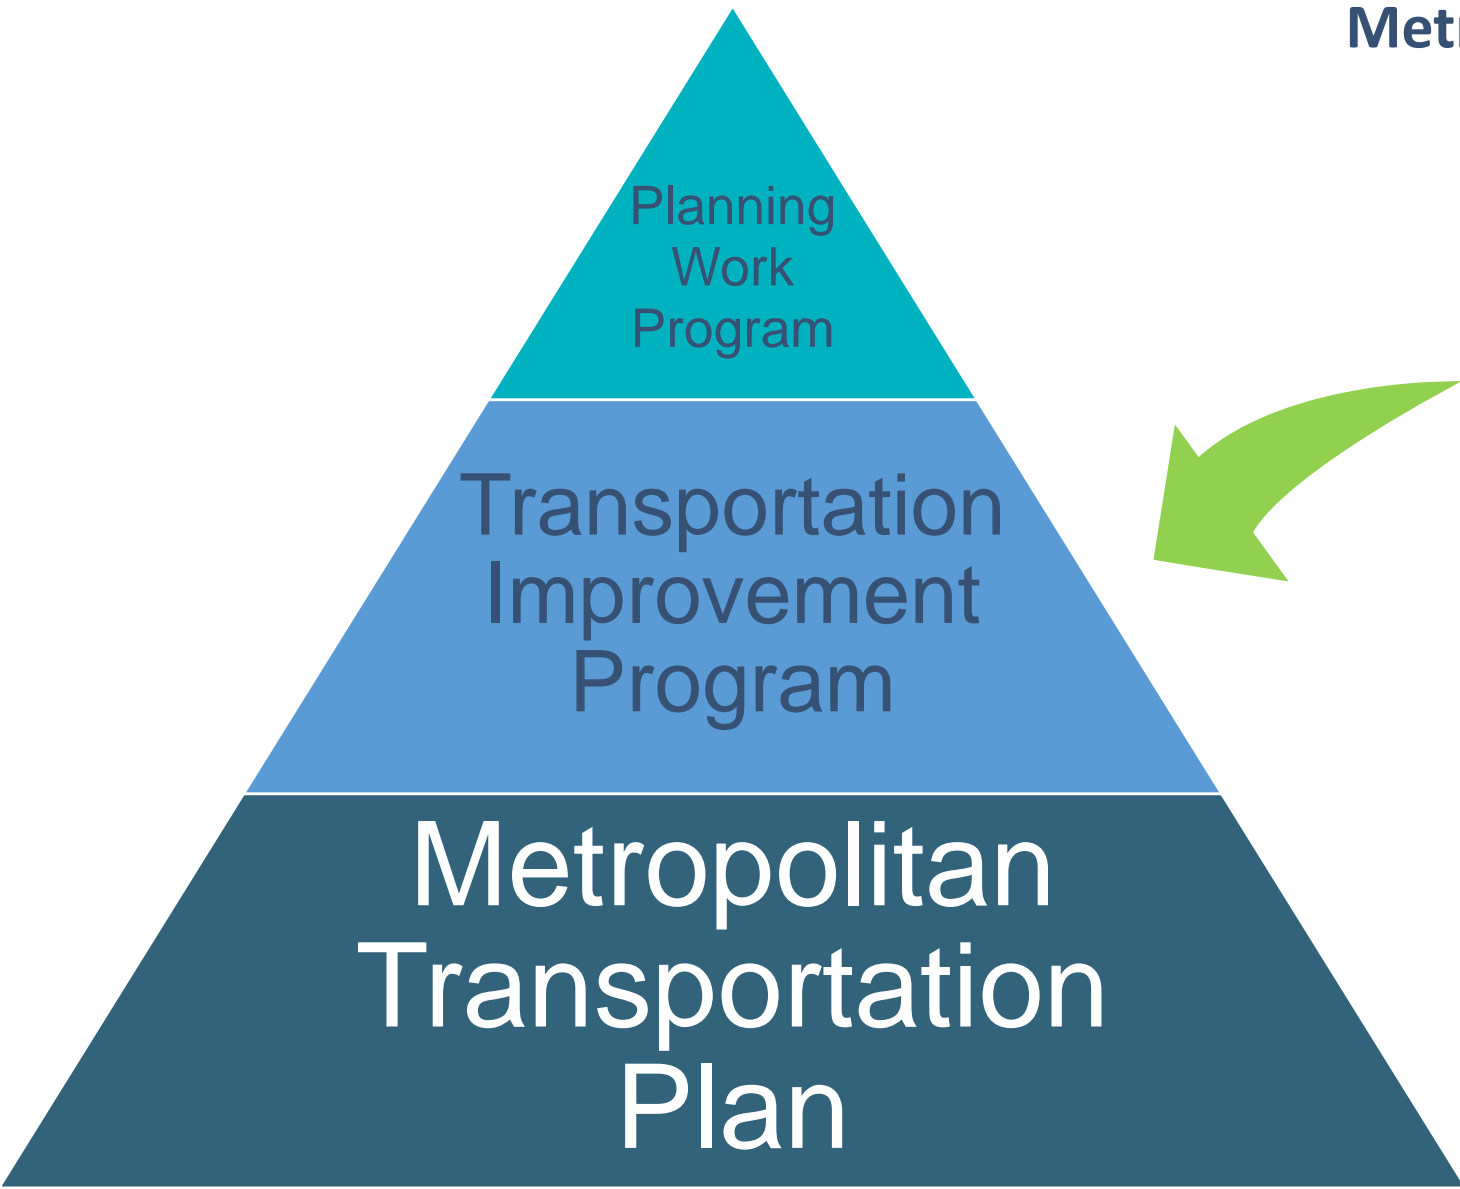 Planning
Work
Program
Transportation
Improvement
Program
Metropolitan
Transportation
Plan